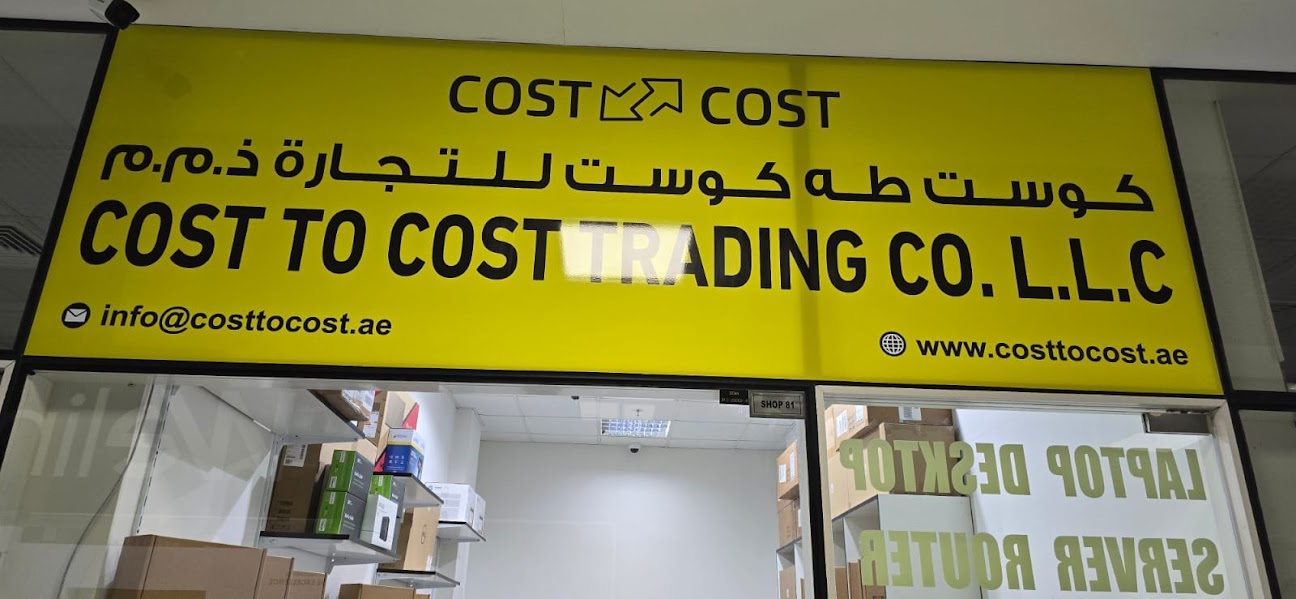 COST COST
كوست طه كوست للتجارة ذ.م.م
COST TO COST TRADING CO. L.L.C
info@costtocost.ae
www.costtocost.ae
SHOP 81
LAPTOP DESKTOP
SERVER ROUTER
EXCELLENCE